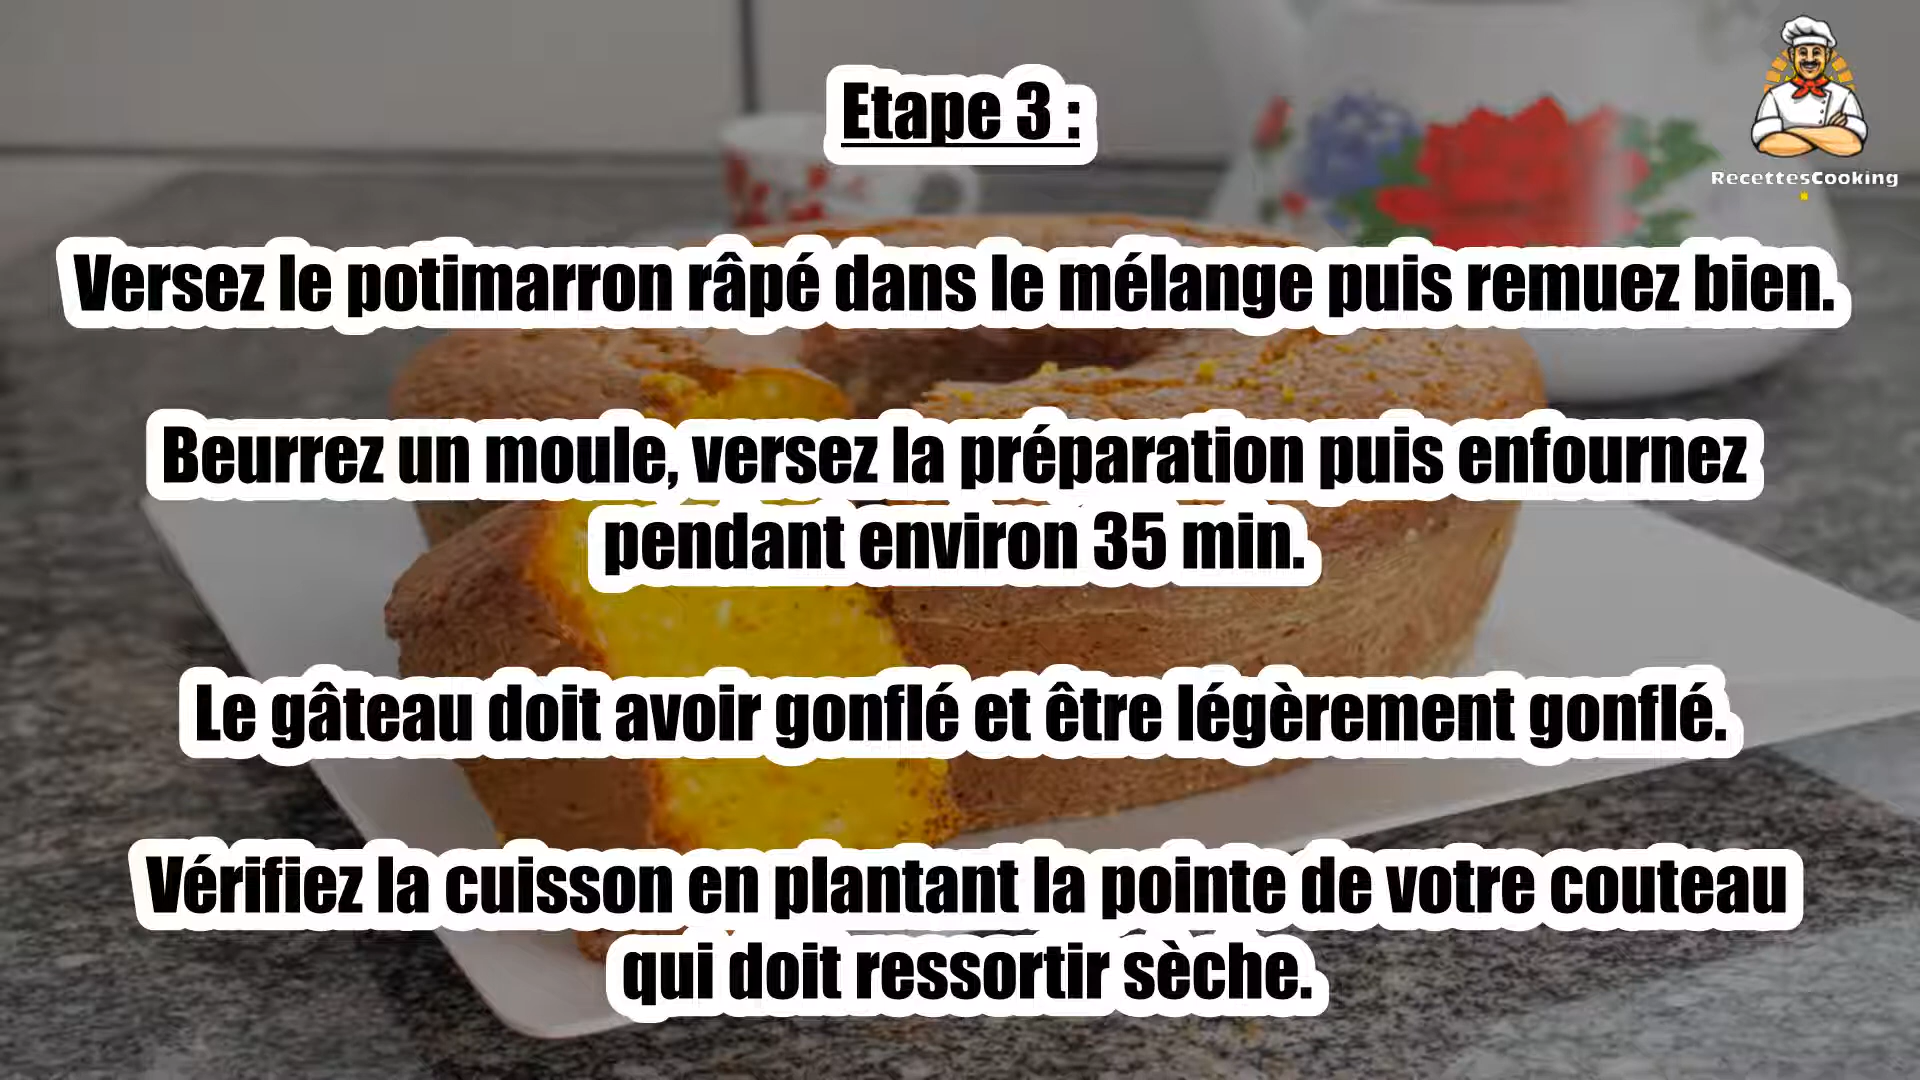 Etape 3 :
RecettesCooking
Versez le potimarron râpé dans le mélange puis remuez bien.
Beurrez un moule, versez la préparation puis enfournez
pendant environ 35 min.
Le gâteau doit avoir gonflé et être légèrement gonflé.
Vérifiez la cuisson en plantant la pointe de votre couteau
qui doit ressortir sèche.